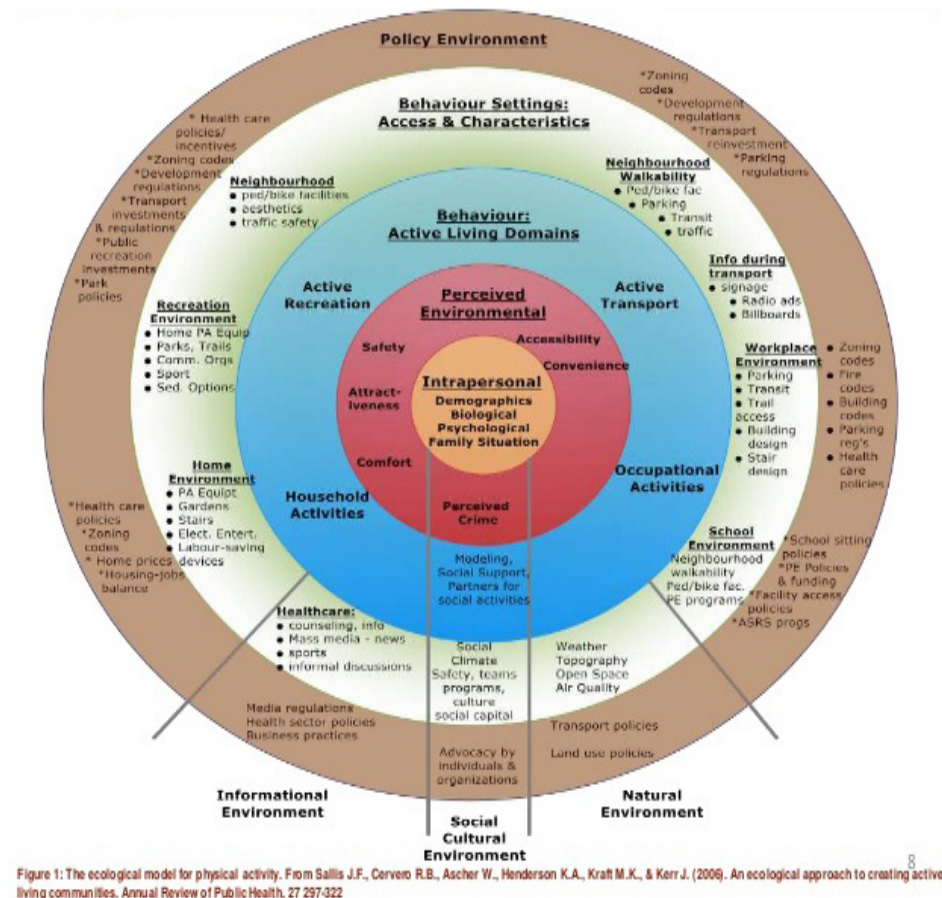 Policy Environment
*Zoning
codes
*Development
regulations
*Transport
reinvestment
*Parking
regulations
* Health care
policies/
incentives
*Zoning codes
*Development
regulations
*Transport
investments
& regulations
*Public
recreation
investments
*Park
policies
Behaviour Settings:
Access & Characteristics
Neighbourhood
• ped/bike facilities
• aesthetics
• traffic safety
Neighbourhood
Walkability
• Ped/bike fac
• Parking
• Transit
• traffic
Info during
transport
• signage
• Radio ads
• Billboards
Recreation
Environment
• Home PA Equip
• Parks, Trails
• Comm. Orgs
• Sport
• Sed. Options
Workplace
Environment
• Parking
• Transit
• Trail
access
• Building
design
• Stair
design
• Zoning
codes
• Fire
codes
• Building
codes
• Parking
reg's
• Health
care
policies
Behaviour:
Active Living Domains
Active
Recreation
Active
Transport
Perceived
Environmental
Safety
Accessibility
Convenience
Attract-
iveness
Comfort
Perceived
Crime
Intrapersonal
Demographics
Biological
Psychological
Family Situation
Household
Activities
Occupational
Activities
Home
Environment
• PA Equipt
• Gardens
• Stairs
• Elect. Entert.
• Labour-saving
devices
*Health care
policies
*Zoning
codes
* Home prices
*Housing-jobs
balance
School
Environment
Neighbourhood
walkability
Ped/bike fac.
PE programs
*School sitting
policies
*PE Policies
& funding
*Facility access
policies
*ASRS progs
Modeling,
Social Support,
Partners for
social activities
Healthcare:
• counseling, info
• Mass media - news
• sports
• informal discussions
Social
Climate
Safety, teams
programs,
culture
social capital
Weather
Topography
Open Space
Air Quality
Media regulations
Health sector policies
Business practices
Advocacy by
individuals &
organizations
Transport policies
Land use policies
Informational
Environment
Social
Cultural
Environment
Natural
Environment
8
Figure 1: The ecological model for physical activity. From Sallis J.F., Cervero R.B., Ascher W., Henderson K.A., Kraft M.K., & Kerr J. (2006). An ecological approach to creating active
living communities. Annual Review of Public Health. 27 297-322